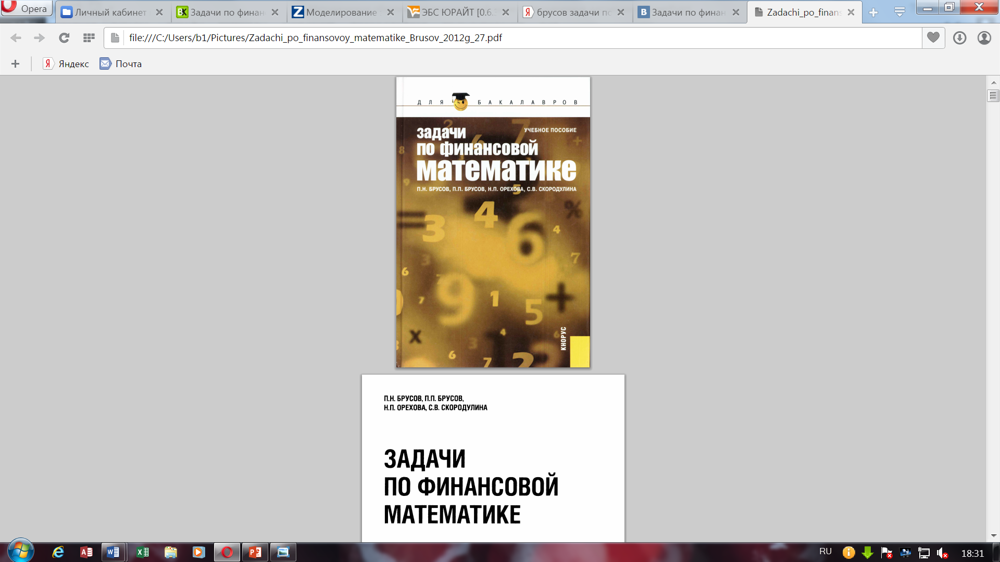 Opera
Личный кабинет
Задачи по финан
Моделирование
ЭБС ЮРАЙТ [0.6.
брусов задачи по
Задачи по финан
Zadachi_po_finans
file:///C:/Users/b1/Pictures/Zadachi_po_finansovoy_matematike_Brusov_2012g_27.pdf
Яндекс
Почта
ДЛЯ БАКАЛАВРОВ
УЧЕБНОЕ ПОСОБИЕ
задачи
по финансовой
математике
П.Н. БРУСОВ, П.П. БРУСОВ, Н.П. ОРЕХОВА, С.В. СКОРОДУЛИНА
КНОРУС
П.Н. БРУСОВ, П.П. БРУСОВ,
Н.П. ОРЕХОВА, С.В. СКОРОДУЛИНА
ЗАДАЧИ
ПО ФИНАНСОВОЙ
МАТЕМАТИКЕ
RU
18:31